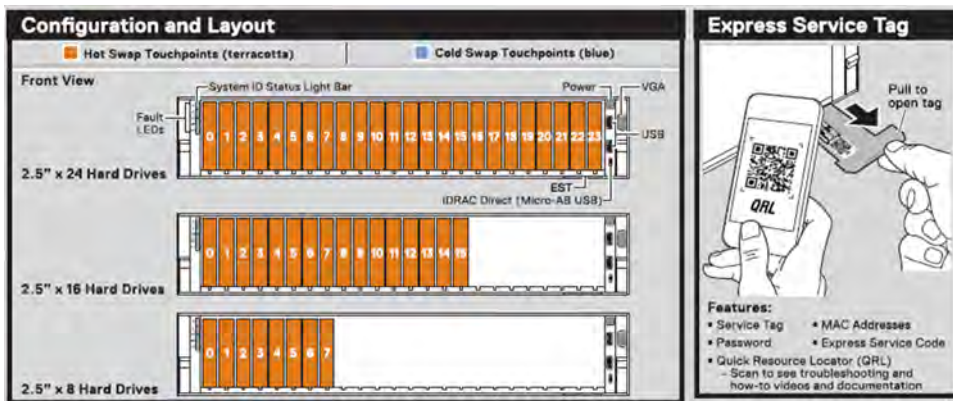 Configuration and Layout
Hot Swap Touchpoints (terracotta)
Cold Swap Touchpoints (blue)
Front View
System ID Status Light Bar
Power
VGA
Fault
LEDs
0 1 2 3 4 5 6 7 8 9 10 11 12 13 14 15 16 17 18 19 20 21 22 23
USB
2.5" x 24 Hard Drives
EST
iDRAC Direct (Micro-AB USB)
0 1 2 3 4 5 6 7 8 9 10 11 12 13 14 15
2.5" x 16 Hard Drives
0 1 2 3 4 5 6 7
2.5" x 8 Hard Drives
Express Service Tag
Pull to
open tag
QRL
Features:
▪ Service Tag
▪ MAC Addresses
▪ Password
▪ Express Service Code
▪ Quick Resource Locator (QRL)
– Scan to see troubleshooting and
how-to videos and documentation